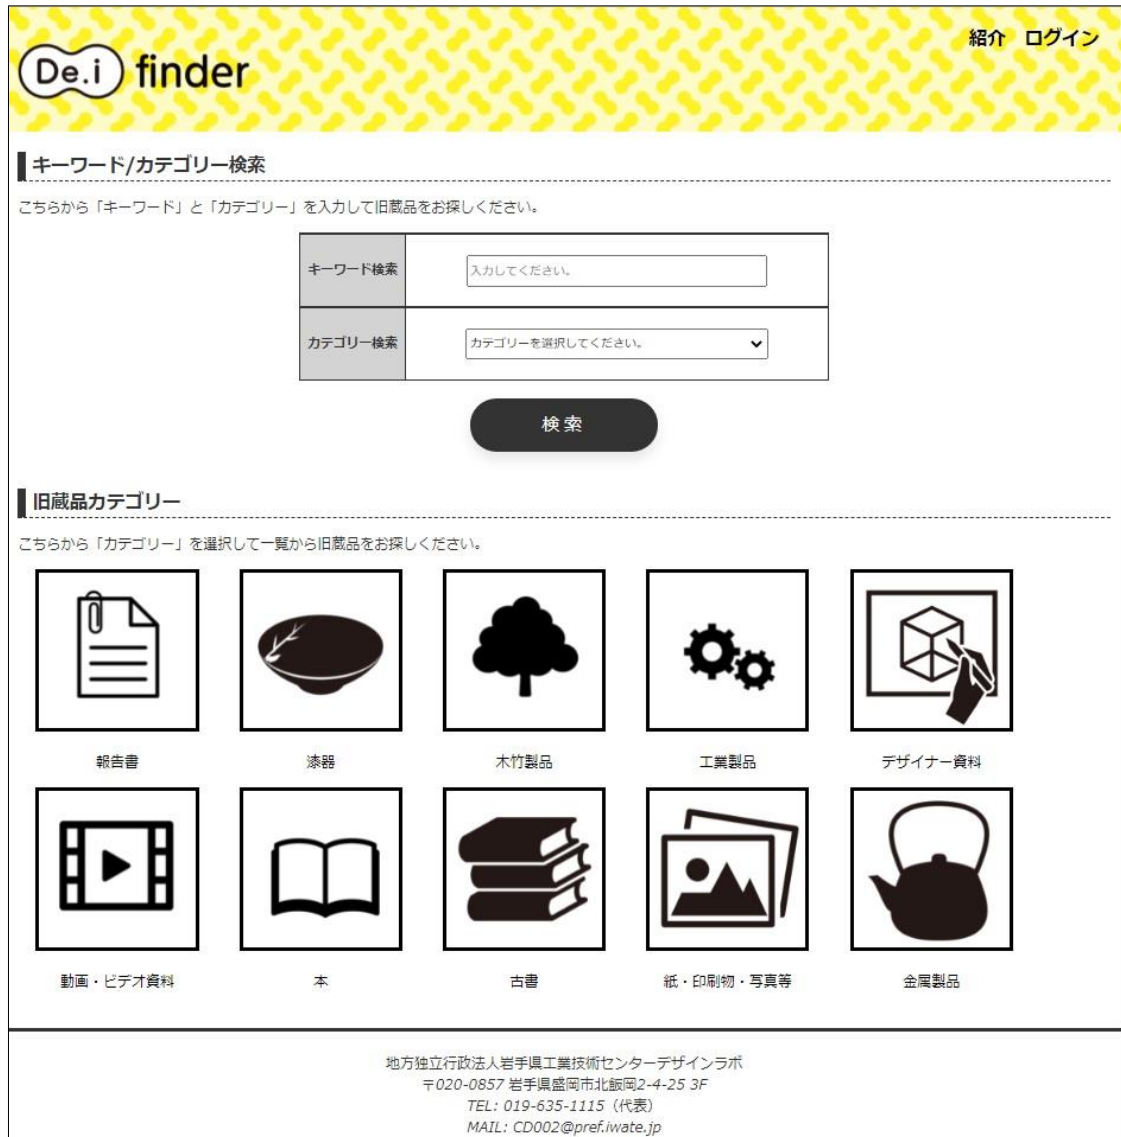 De.i finder
紹介 ログイン
キーワード/カテゴリー検索
こちらから「キーワード」と「カテゴリー」を入力して旧蔵品をお探しください。
キーワード検索 入力してください。
カテゴリー検索 カテゴリーを選択してください。
検索
旧蔵品カテゴリー
こちらから「カテゴリー」を選択して一覧から旧蔵品をお探しください。
報告書 漆器 木竹製品 工業製品 デザイナー資料
動画・ビデオ資料 本 古書 紙・印刷物・写真等 金属製品
地方独立行政法人岩手県工業技術センターデザインラボ
〒020-0857 岩手県盛岡市北飯岡2-4-25 3F
TEL: 019-635-1115（代表）
MAIL: CD002@pref.iwate.jp